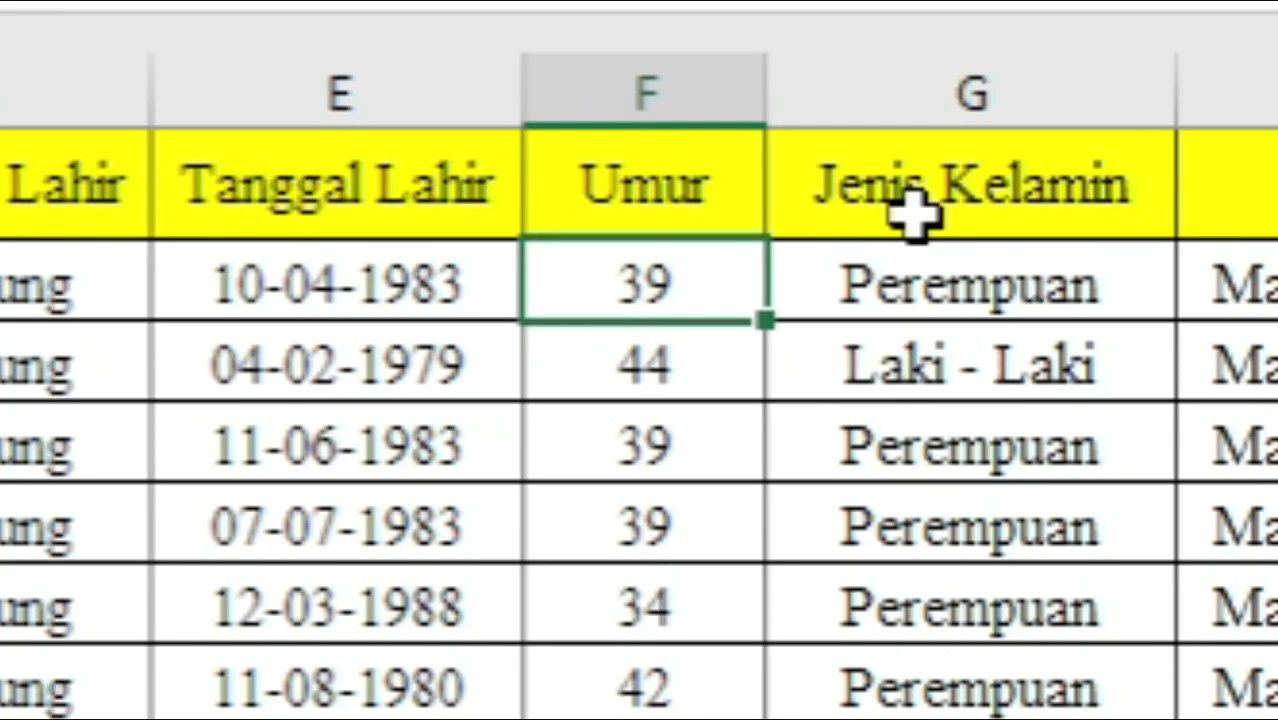 E F G
Lahir Tanggal Lahir Umur Jenis Kelamin
ung 10-04-1983 39 Perempuan Ma
ung 04-02-1979 44 Laki - Laki Ma
ung 11-06-1983 39 Perempuan Ma
ung 07-07-1983 39 Perempuan Ma
ung 12-03-1988 34 Perempuan Ma
ung 11-08-1980 42 Perempuan Ma